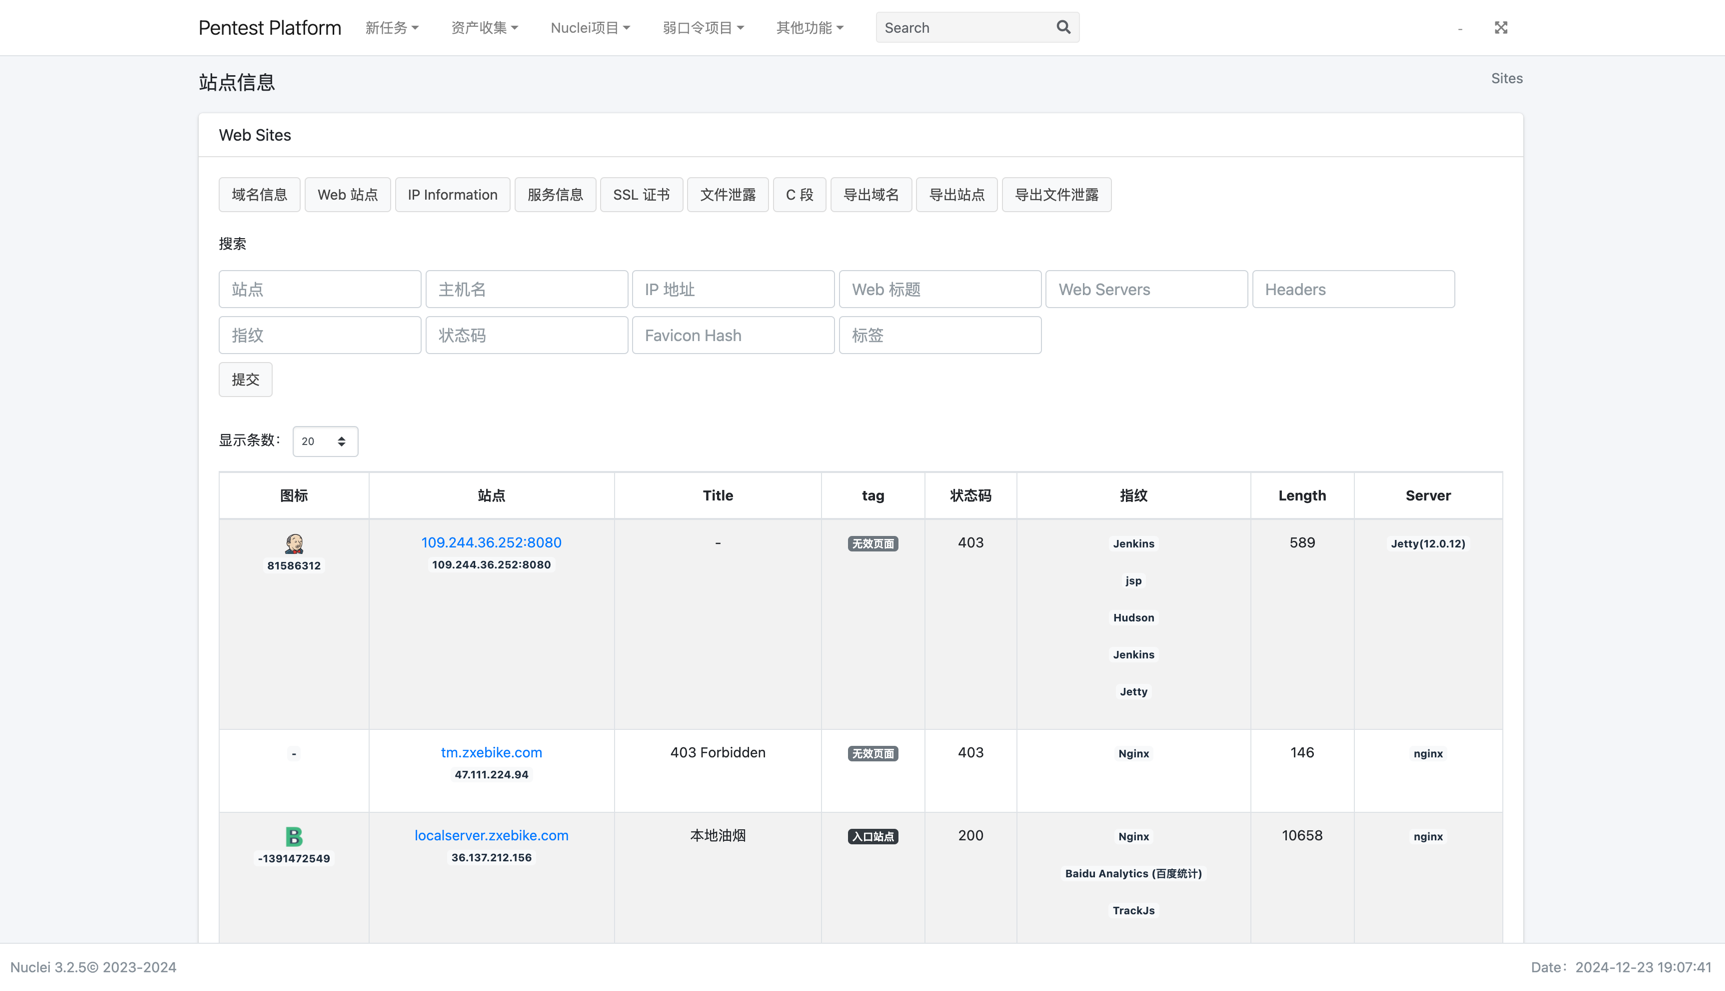 Pentest Platform 新任务 资产收集 Nuclei项目 弱口令项目 其他功能 Search -
站点信息 Sites
Web Sites
域名信息 Web 站点 IP Information 服务信息 SSL 证书 文件泄露 C 段 导出域名 导出站点 导出文件泄露
搜索
站点 主机名 IP 地址 Web 标题 Web Servers Headers
指纹 状态码 Favicon Hash 标签
提交
显示条数： 20
图标 站点 Title tag 状态码 指纹 Length Server
109.244.36.252:8080 - 无效页面 403 Jenkins 589 Jetty(12.0.12)
81586312 109.244.36.252:8080
jsp
Hudson
Jenkins
Jetty
- tm.zxebike.com 403 Forbidden 无效页面 403 Nginx 146 nginx
47.111.224.94
B localserver.zxebike.com 本地油烟 入口站点 200 Nginx 10658 nginx
-1391472549 36.137.212.156
Baidu Analytics (百度统计)
TrackJs
Nuclei 3.2.5© 2023-2024 Date：2024-12-23 19:07:41